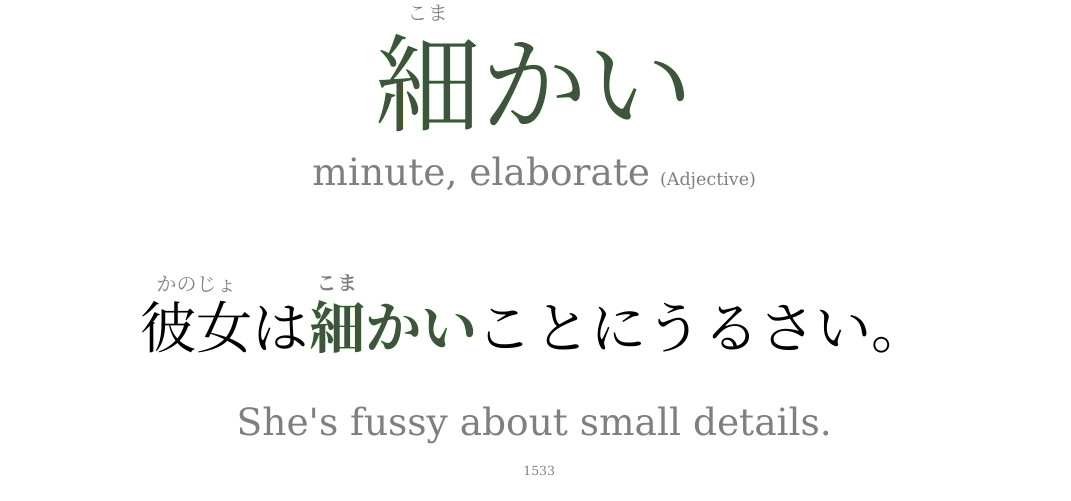 こま
細かい
minute, elaborate (Adjective)
かのじょ こま
彼女は細かいことにうるさい。
She's fussy about small details.
1533